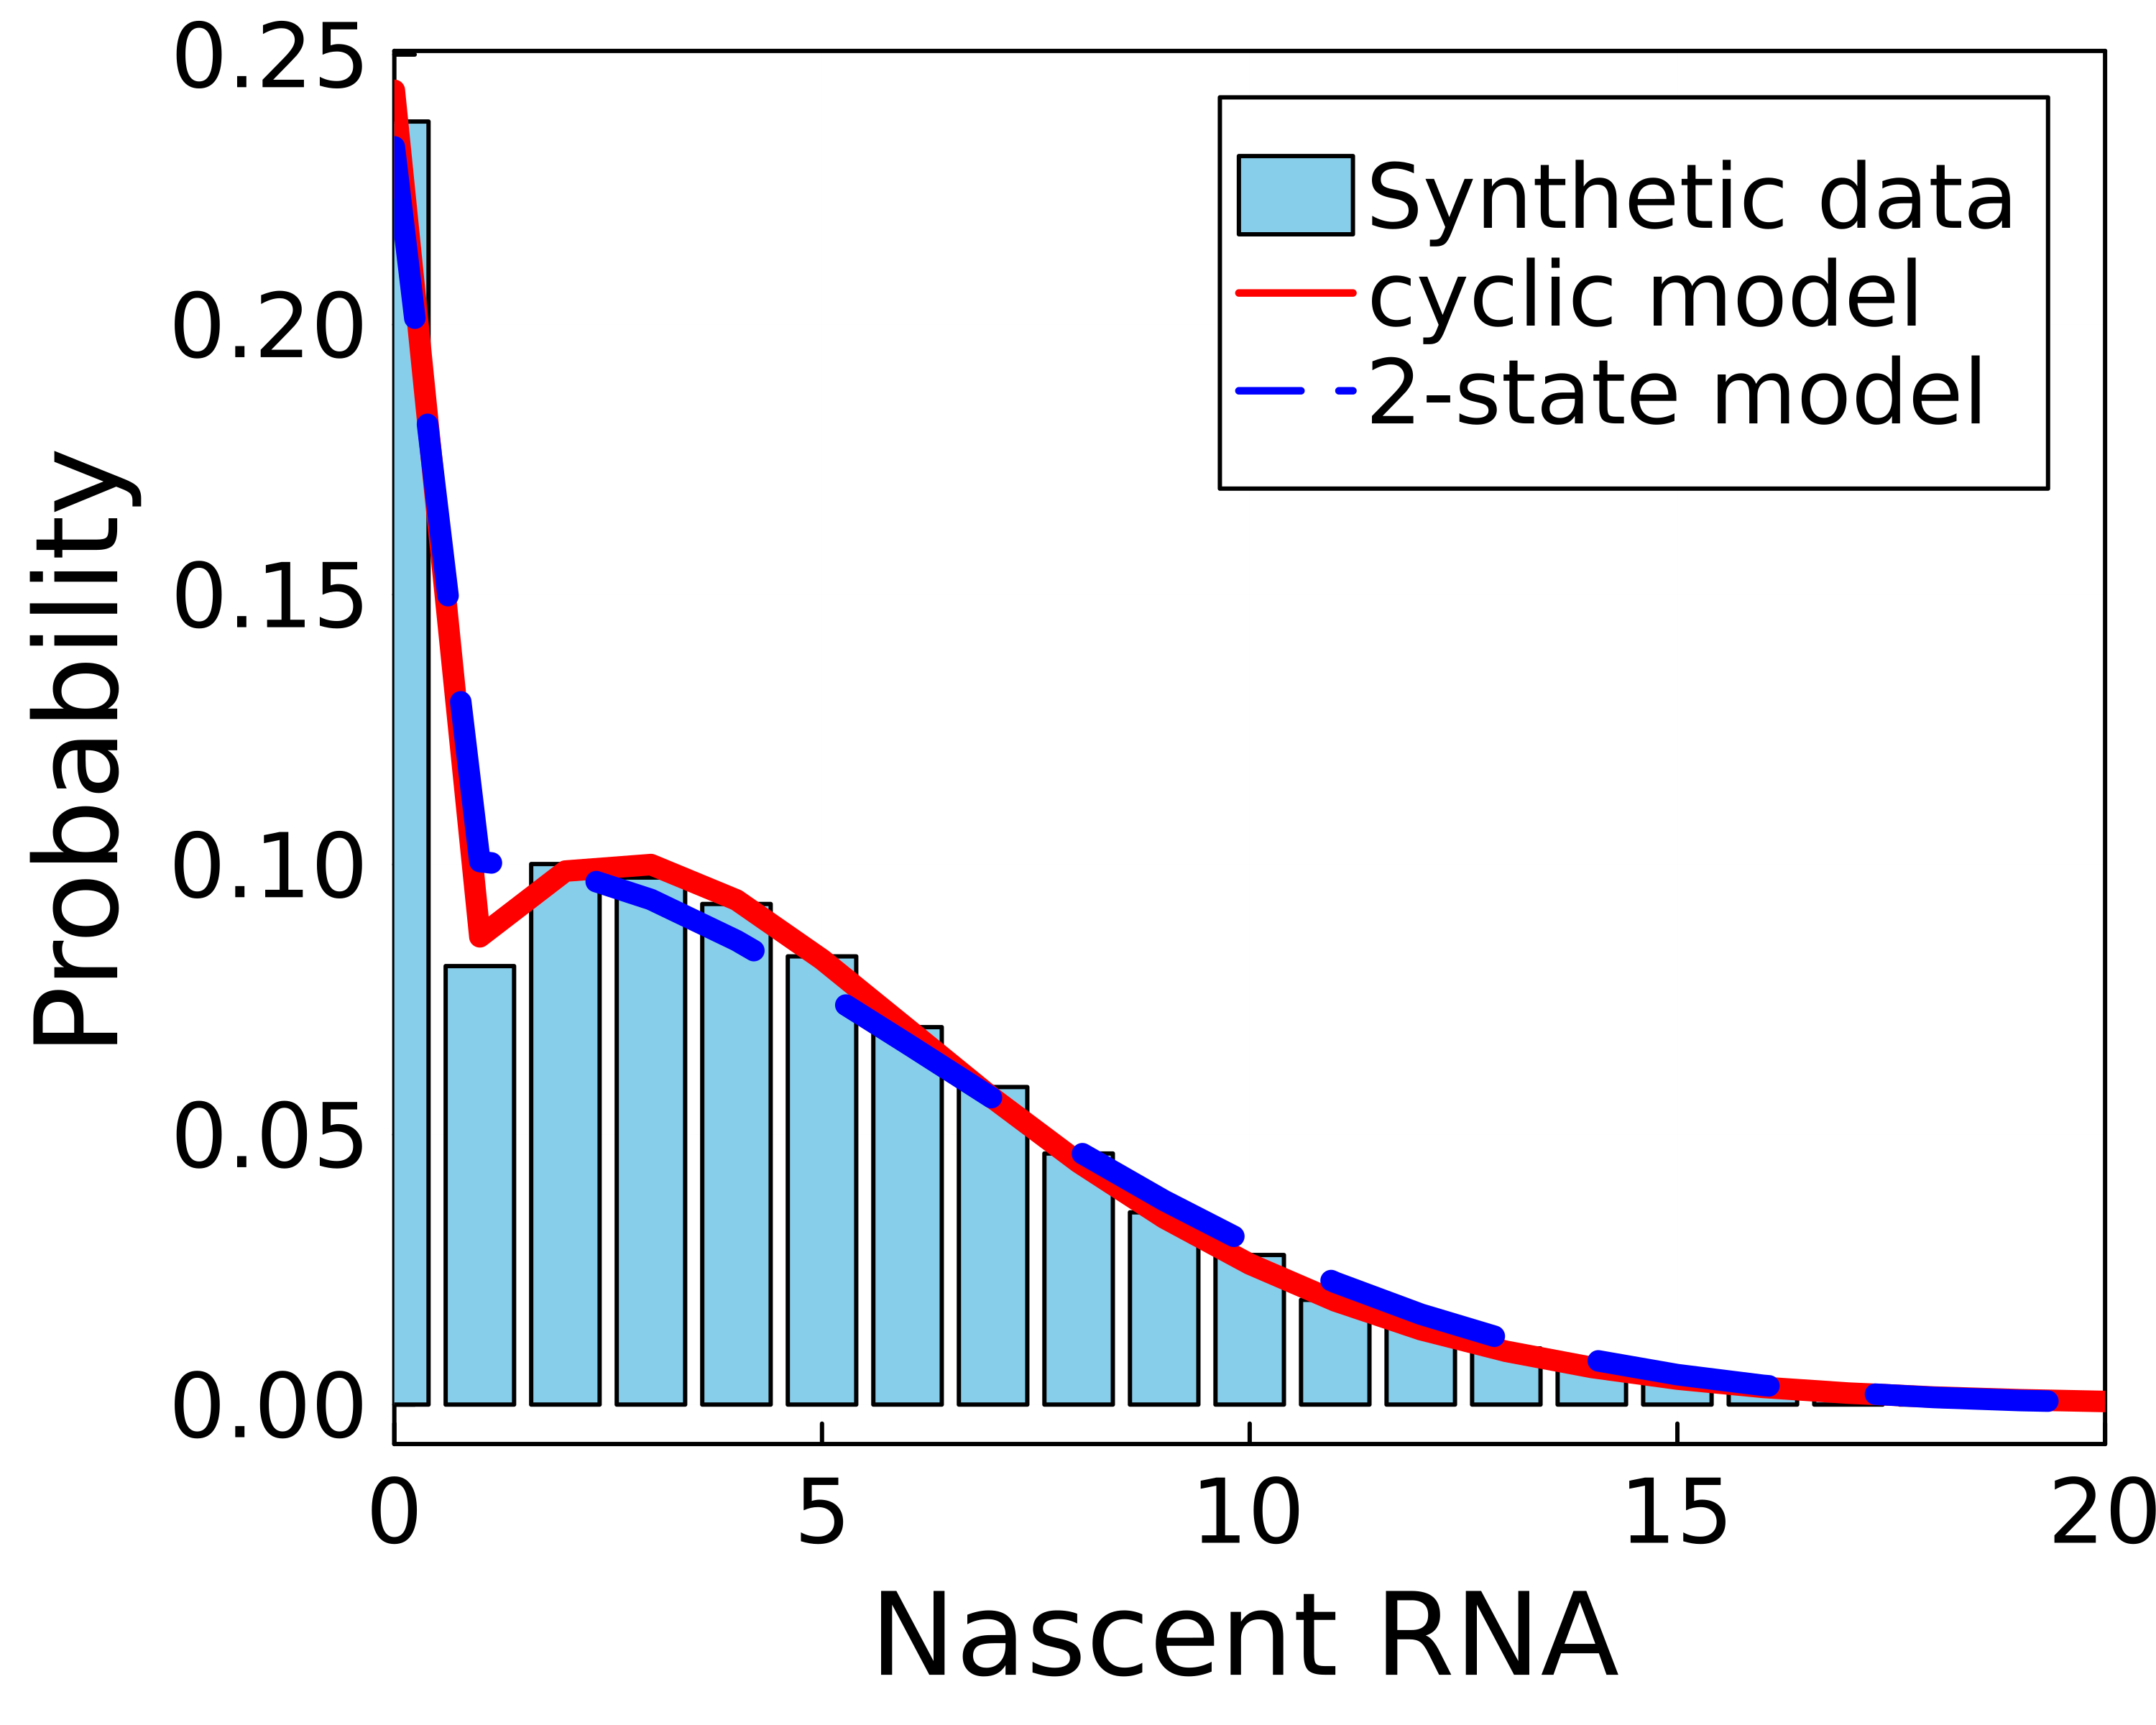 0.25
0.20
0.15
0.10
0.05
0.00
Probability
Synthetic data
cyclic model
2-state model
0 5 10 15 20
Nascent RNA